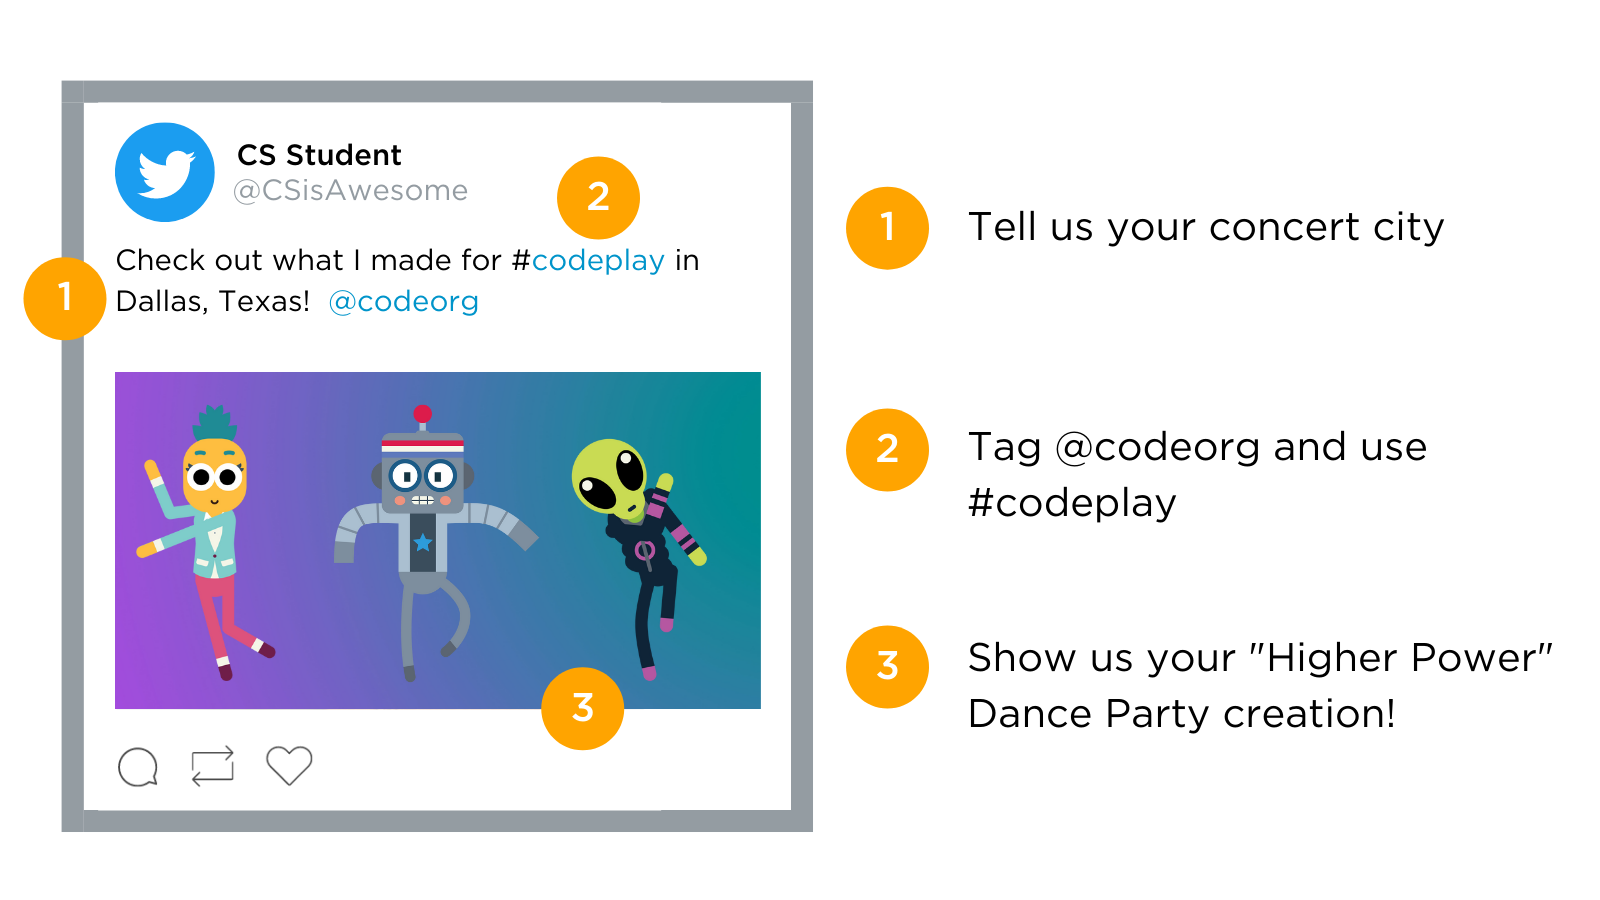 CS Student
@CSisAwesome
2
Check out what I made for #codeplay in
1
Dallas, Texas! @codeorg
3
1
Tell us your concert city
2
Tag @codeorg and use
#codeplay
3
Show us your "Higher Power"
Dance Party creation!